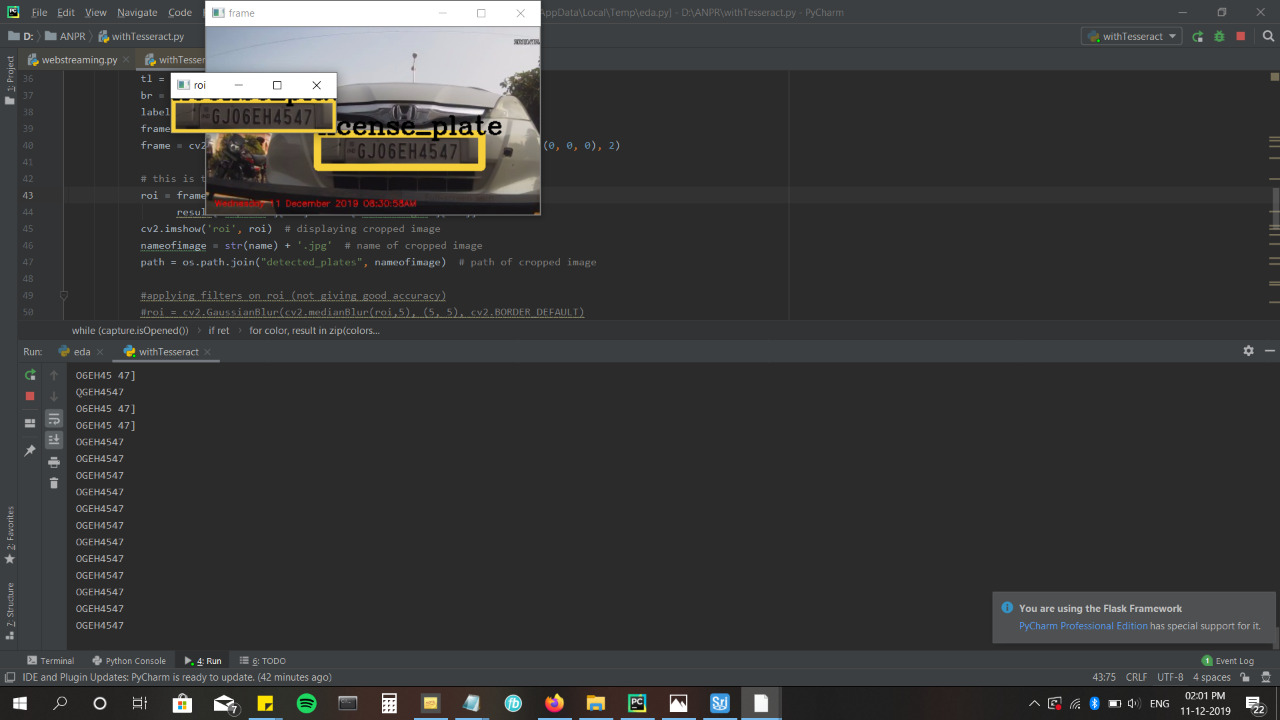 File Edit View Navigate Code
frame
AppData\Local\Temp\eda.py) - D:\ANPR\withTesseract.py - PyCharm
D: ANPR withTesseract.py
withTesseract
webstreaming.py
1: Project
36 tl =
37 br =
38 label
39 frame
40 frame = cv2 (0, 0, 0), 2)
41
42 # this is t
43 roi = frame
44 result
45 cv2.imshow('roi', roi) # displaying cropped image
46 nameofimage = str(name) + '.jpg' # name of cropped image
47 path = os.path.join("detected_plates", nameofimage) # path of cropped image
48
49 #applying filters on roi (not giving good accuracy)
50 #roi = cv2.GaussianBlur(cv2.medianBlur(roi,5), (5, 5), cv2.BORDER_DEFAULT)
roi
GJ06EH4547
license_plate
GJ06EH4547
Wednesday 11 December 2019 08:30:58AM
while (capture.isOpened()) if ret for color, result in zip(colors...
Run: eda withTesseract
O6EH45 47]
QGEH4547
O6EH45 47]
O6EH45 47]
OGEH4547
OGEH4547
OGEH4547
OGEH4547
OGEH4547
OGEH4547
OGEH4547
OGEH4547
OGEH4547
OGEH4547
OGEH4547
OGEH4547
2: Favorites
7: Structure
You are using the Flask Framework
PyCharm Professional Edition has special support for it.
Terminal Python Console 4: Run 6: TODO
1 Event Log
IDE and Plugin Updates: PyCharm is ready to update. (42 minutes ago)
43:75 CRLF UTF-8 4 spaces
7
02:01 PM
ENG
11-12-2019
22